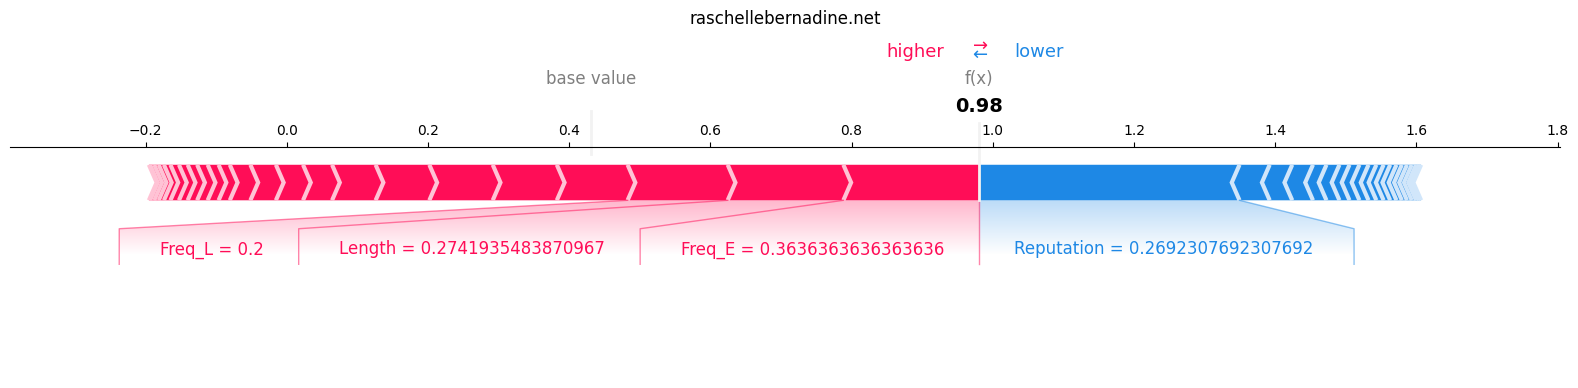 raschellebernadine.net
higher ⇄ lower
base value f(x)
0.98
−0.2 0.0 0.2 0.4 0.6 0.8 1.0 1.2 1.4 1.6 1.8
Freq_L = 0.2 Length = 0.2741935483870967 Freq_E = 0.3636363636363636 Reputation = 0.2692307692307692